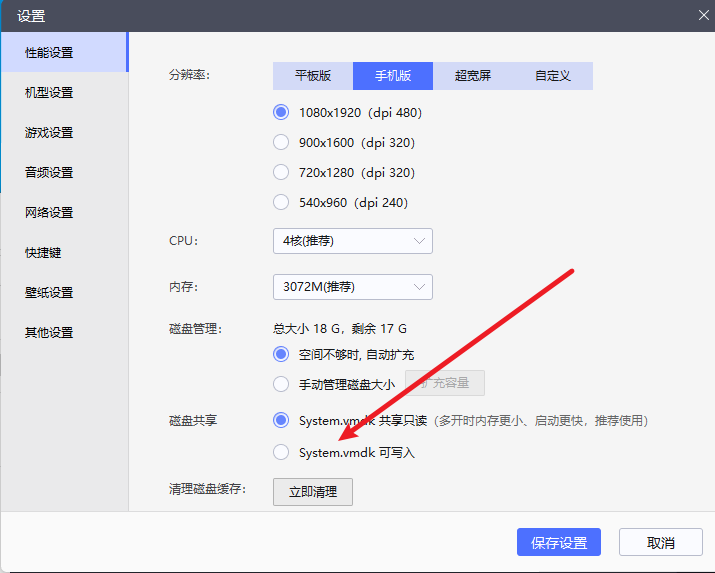 设置
性能设置
机型设置
游戏设置
音频设置
网络设置
快捷键
壁纸设置
其他设置
分辨率：
平板版 手机版 超宽屏 自定义
1080x1920（dpi 480）
900x1600（dpi 320）
720x1280（dpi 320）
540x960（dpi 240）
CPU： 4核(推荐)
内存： 3072M(推荐)
磁盘管理： 总大小 18 G，剩余 17 G
空间不够时, 自动扩充
手动管理磁盘大小 扩充容量
磁盘共享 System.vmdk 共享只读（多开时内存更小、启动更快，推荐使用）
System.vmdk 可写入
清理磁盘缓存： 立即清理
保存设置 取消